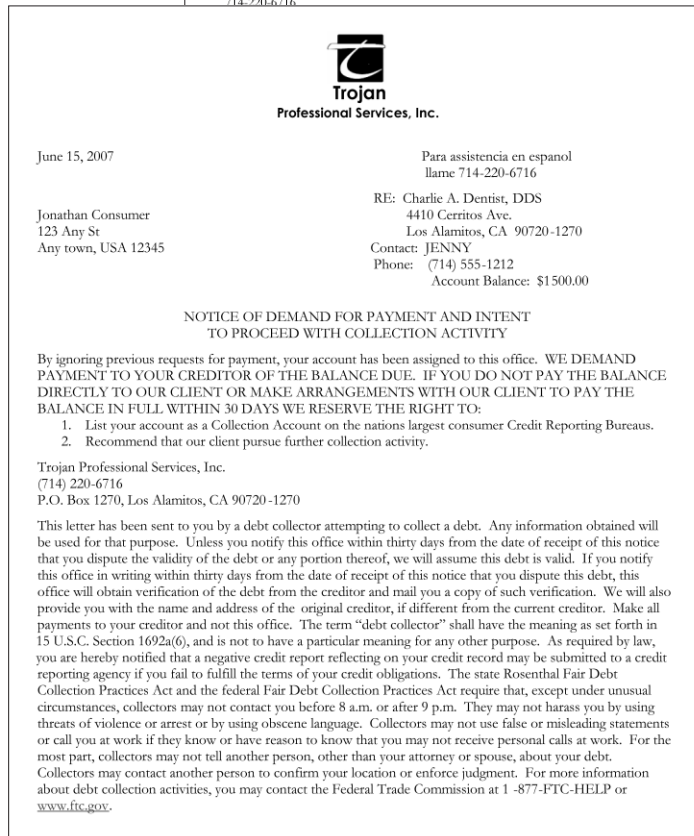 714-220-6716
Trojan
Professional Services, Inc.
June 15, 2007
Para assistencia en espanol
llame 714-220-6716
RE: Charlie A. Dentist, DDS
Jonathan Consumer
4410 Cerritos Ave.
123 Any St
Los Alamitos, CA 90720-1270
Any town, USA 12345
Contact: JENNY
Phone: (714) 555-1212
Account Balance: $1500.00
NOTICE OF DEMAND FOR PAYMENT AND INTENT
TO PROCEED WITH COLLECTION ACTIVITY
By ignoring previous requests for payment, your account has been assigned to this office. WE DEMAND
PAYMENT TO YOUR CREDITOR OF THE BALANCE DUE. IF YOU DO NOT PAY THE BALANCE
DIRECTLY TO OUR CLIENT OR MAKE ARRANGEMENTS WITH OUR CLIENT TO PAY THE
BALANCE IN FULL WITHIN 30 DAYS WE RESERVE THE RIGHT TO:
1. List your account as a Collection Account on the nations largest consumer Credit Reporting Bureaus.
2. Recommend that our client pursue further collection activity.
Trojan Professional Services, Inc.
(714) 220-6716
P.O. Box 1270, Los Alamitos, CA 90720-1270
This letter has been sent to you by a debt collector attempting to collect a debt. Any information obtained will
be used for that purpose. Unless you notify this office within thirty days from the date of receipt of this notice
that you dispute the validity of the debt or any portion thereof, we will assume this debt is valid. If you notify
this office in writing within thirty days from the date of receipt of this notice that you dispute this debt, this
office will obtain verification of the debt from the creditor and mail you a copy of such verification. We will also
provide you with the name and address of the original creditor, if different from the current creditor. Make all
payments to your creditor and not this office. The term “debt collector” shall have the meaning as set forth in
15 U.S.C. Section 1692a(6), and is not to have a particular meaning for any other purpose. As required by law,
you are hereby notified that a negative credit report reflecting on your credit record may be submitted to a credit
reporting agency if you fail to fulfill the terms of your credit obligations. The state Rosenthal Fair Debt
Collection Practices Act and the federal Fair Debt Collection Practices Act require that, except under unusual
circumstances, collectors may not contact you before 8 a.m. or after 9 p.m. They may not harass you by using
threats of violence or arrest or by using obscene language. Collectors may not use false or misleading statements
or call you at work if they know or have reason to know that you may not receive personal calls at work. For the
most part, collectors may not tell another person, other than your attorney or spouse, about your debt.
Collectors may contact another person to confirm your location or enforce judgment. For more information
about debt collection activities, you may contact the Federal Trade Commission at 1 -877-FTC-HELP or
www.ftc.gov.